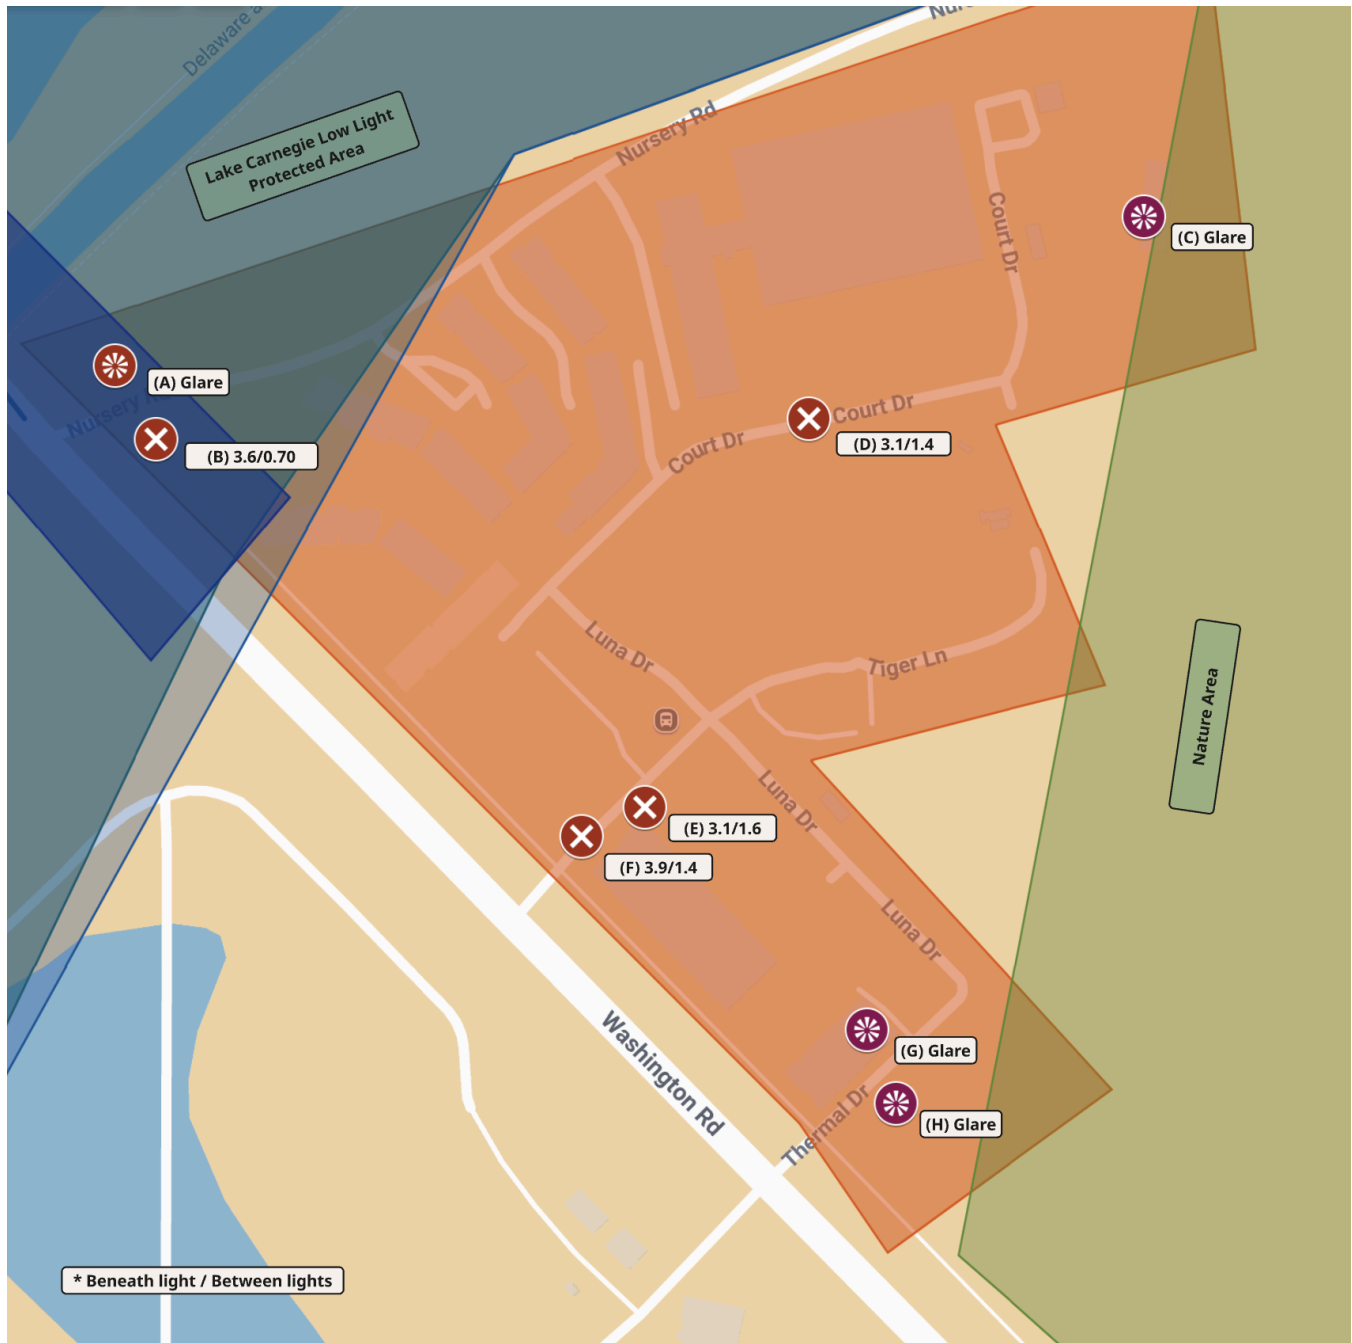 Nurs
Delaware a
Lake Carnegie Low Light
Protected Area
Nursery Rd
Court Dr
(C) Glare
(A) Glare
Nursery R
Court Dr
(D) 3.1/1.4
Court Dr
(B) 3.6/0.70
Luna Dr
Tiger Ln
Nature Area
Luna Dr
(E) 3.1/1.6
(F) 3.9/1.4
Luna Dr
Washington Rd
(G) Glare
Thermal Dr
(H) Glare
* Beneath light / Between lights